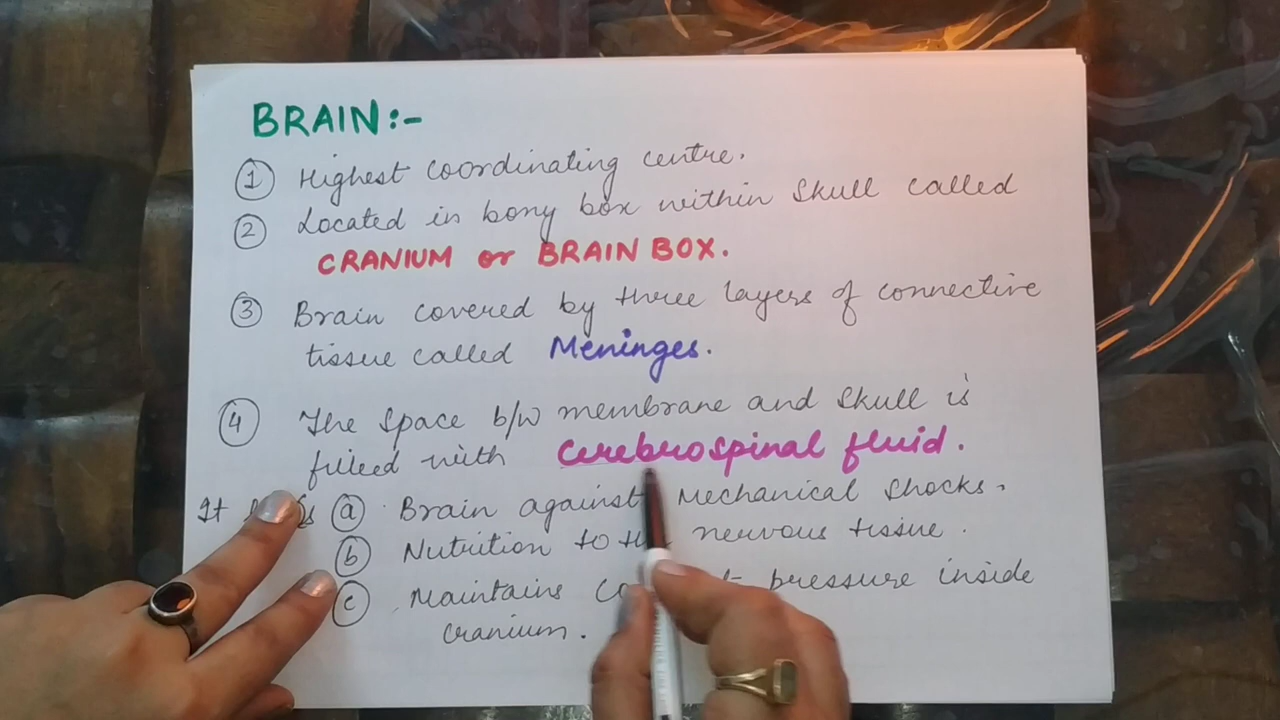 BRAIN:-
① Highest coordinating centre.
② Located in bony box within skull called
CRANIUM or BRAIN BOX.
③ Brain covered by three layers of connective
tissue called Meninges.
④ The space b/w membrane and skull is
filled with Cerebrospinal fluid.
It ⓐ Brain against Mechanical shocks.
ⓑ Nutrition to the nervous tissue.
ⓒ Maintains pressure inside
cranium.